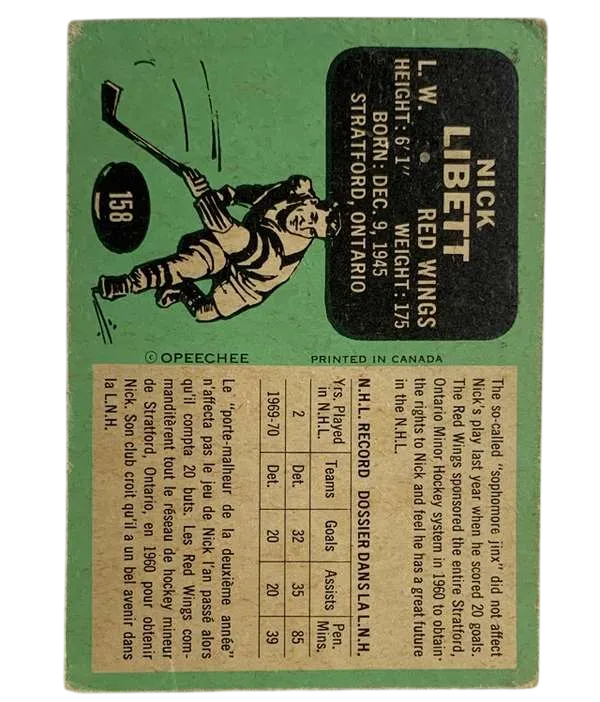 NICK
LIBETT
L. W. • RED WINGS
HEIGHT: 6'1" WEIGHT: 175
BORN: DEC. 9, 1945
STRATFORD, ONTARIO
158
© OPEECHEE PRINTED IN CANADA
The so-called "sophomore jinx" did not affect
Nick's play last year when he scored 20 goals.
The Red Wings sponsored the entire Stratford,
Ontario Minor Hockey system in 1960 to obtain
the rights to Nick and feel he has a great future
in the N.H.L.
N.H.L. RECORD DOSSIER DANS LA L.N.H.
Yrs. Played in N.H.L. Teams Goals Assists Pen. Mins.
2 Det. 32 35 85
1969-70 Det. 20 20 39
Le "porte-malheur de la deuxième année"
n'affecta pas le jeu de Nick l'an passé alors
qu'il compta 20 buts. Les Red Wings com-
manditèrent tout le réseau de hockey mineur
de Stratford, Ontario, en 1960 pour obtenir
Nick. Son club croit qu'il a un bel avenir dans
la L.N.H.